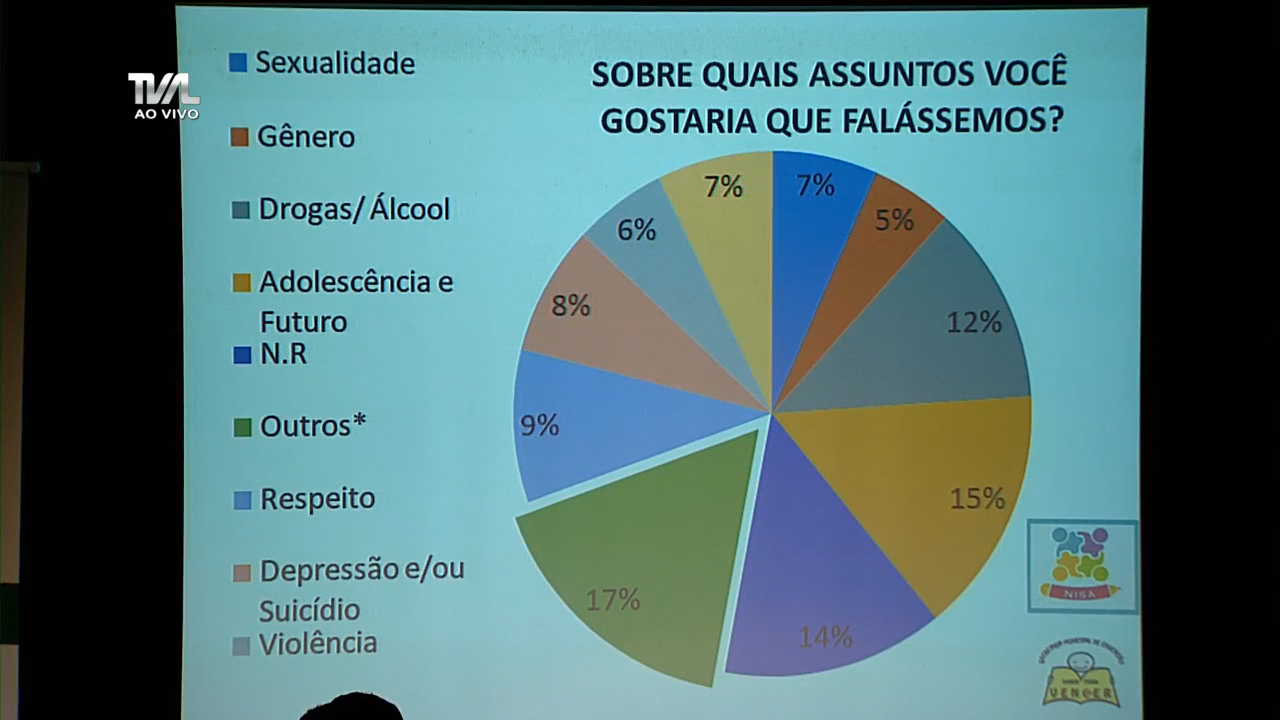 TVAL
AO VIVO
SOBRE QUAIS ASSUNTOS VOCÊ
GOSTARIA QUE FALÁSSEMOS?
Sexualidade
Gênero
Drogas/ Álcool
Adolescência e
Futuro
N.R
Outros*
Respeito
Depressão e/ou
Suicídio
Violência
7%
5%
12%
15%
14%
17%
9%
8%
6%
7%
NISA
VENCER